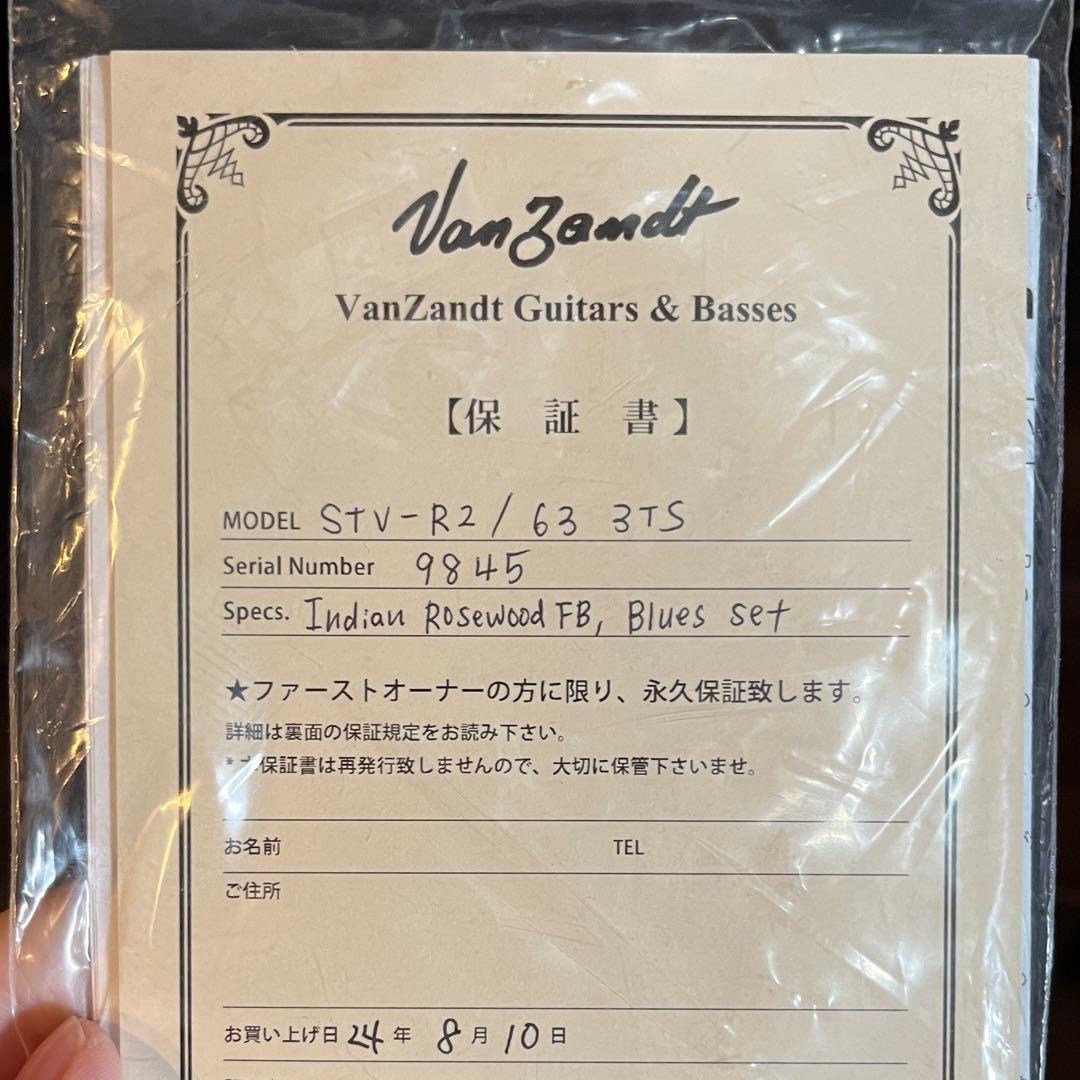 VanZandt
VanZandt Guitars & Basses
【保 証 書】
MODEL STV-R2/63 3TS
Serial Number 9845
Specs. Indian Rosewood FB, Blues set
★ファーストオーナーの方に限り、永久保証致します。
詳細は裏面の保証規定をお読み下さい。
*本保証書は再発行致しませんので、大切に保管下さいませ。
お名前 TEL
ご住所
お買い上げ日 24 年 8 月 10 日